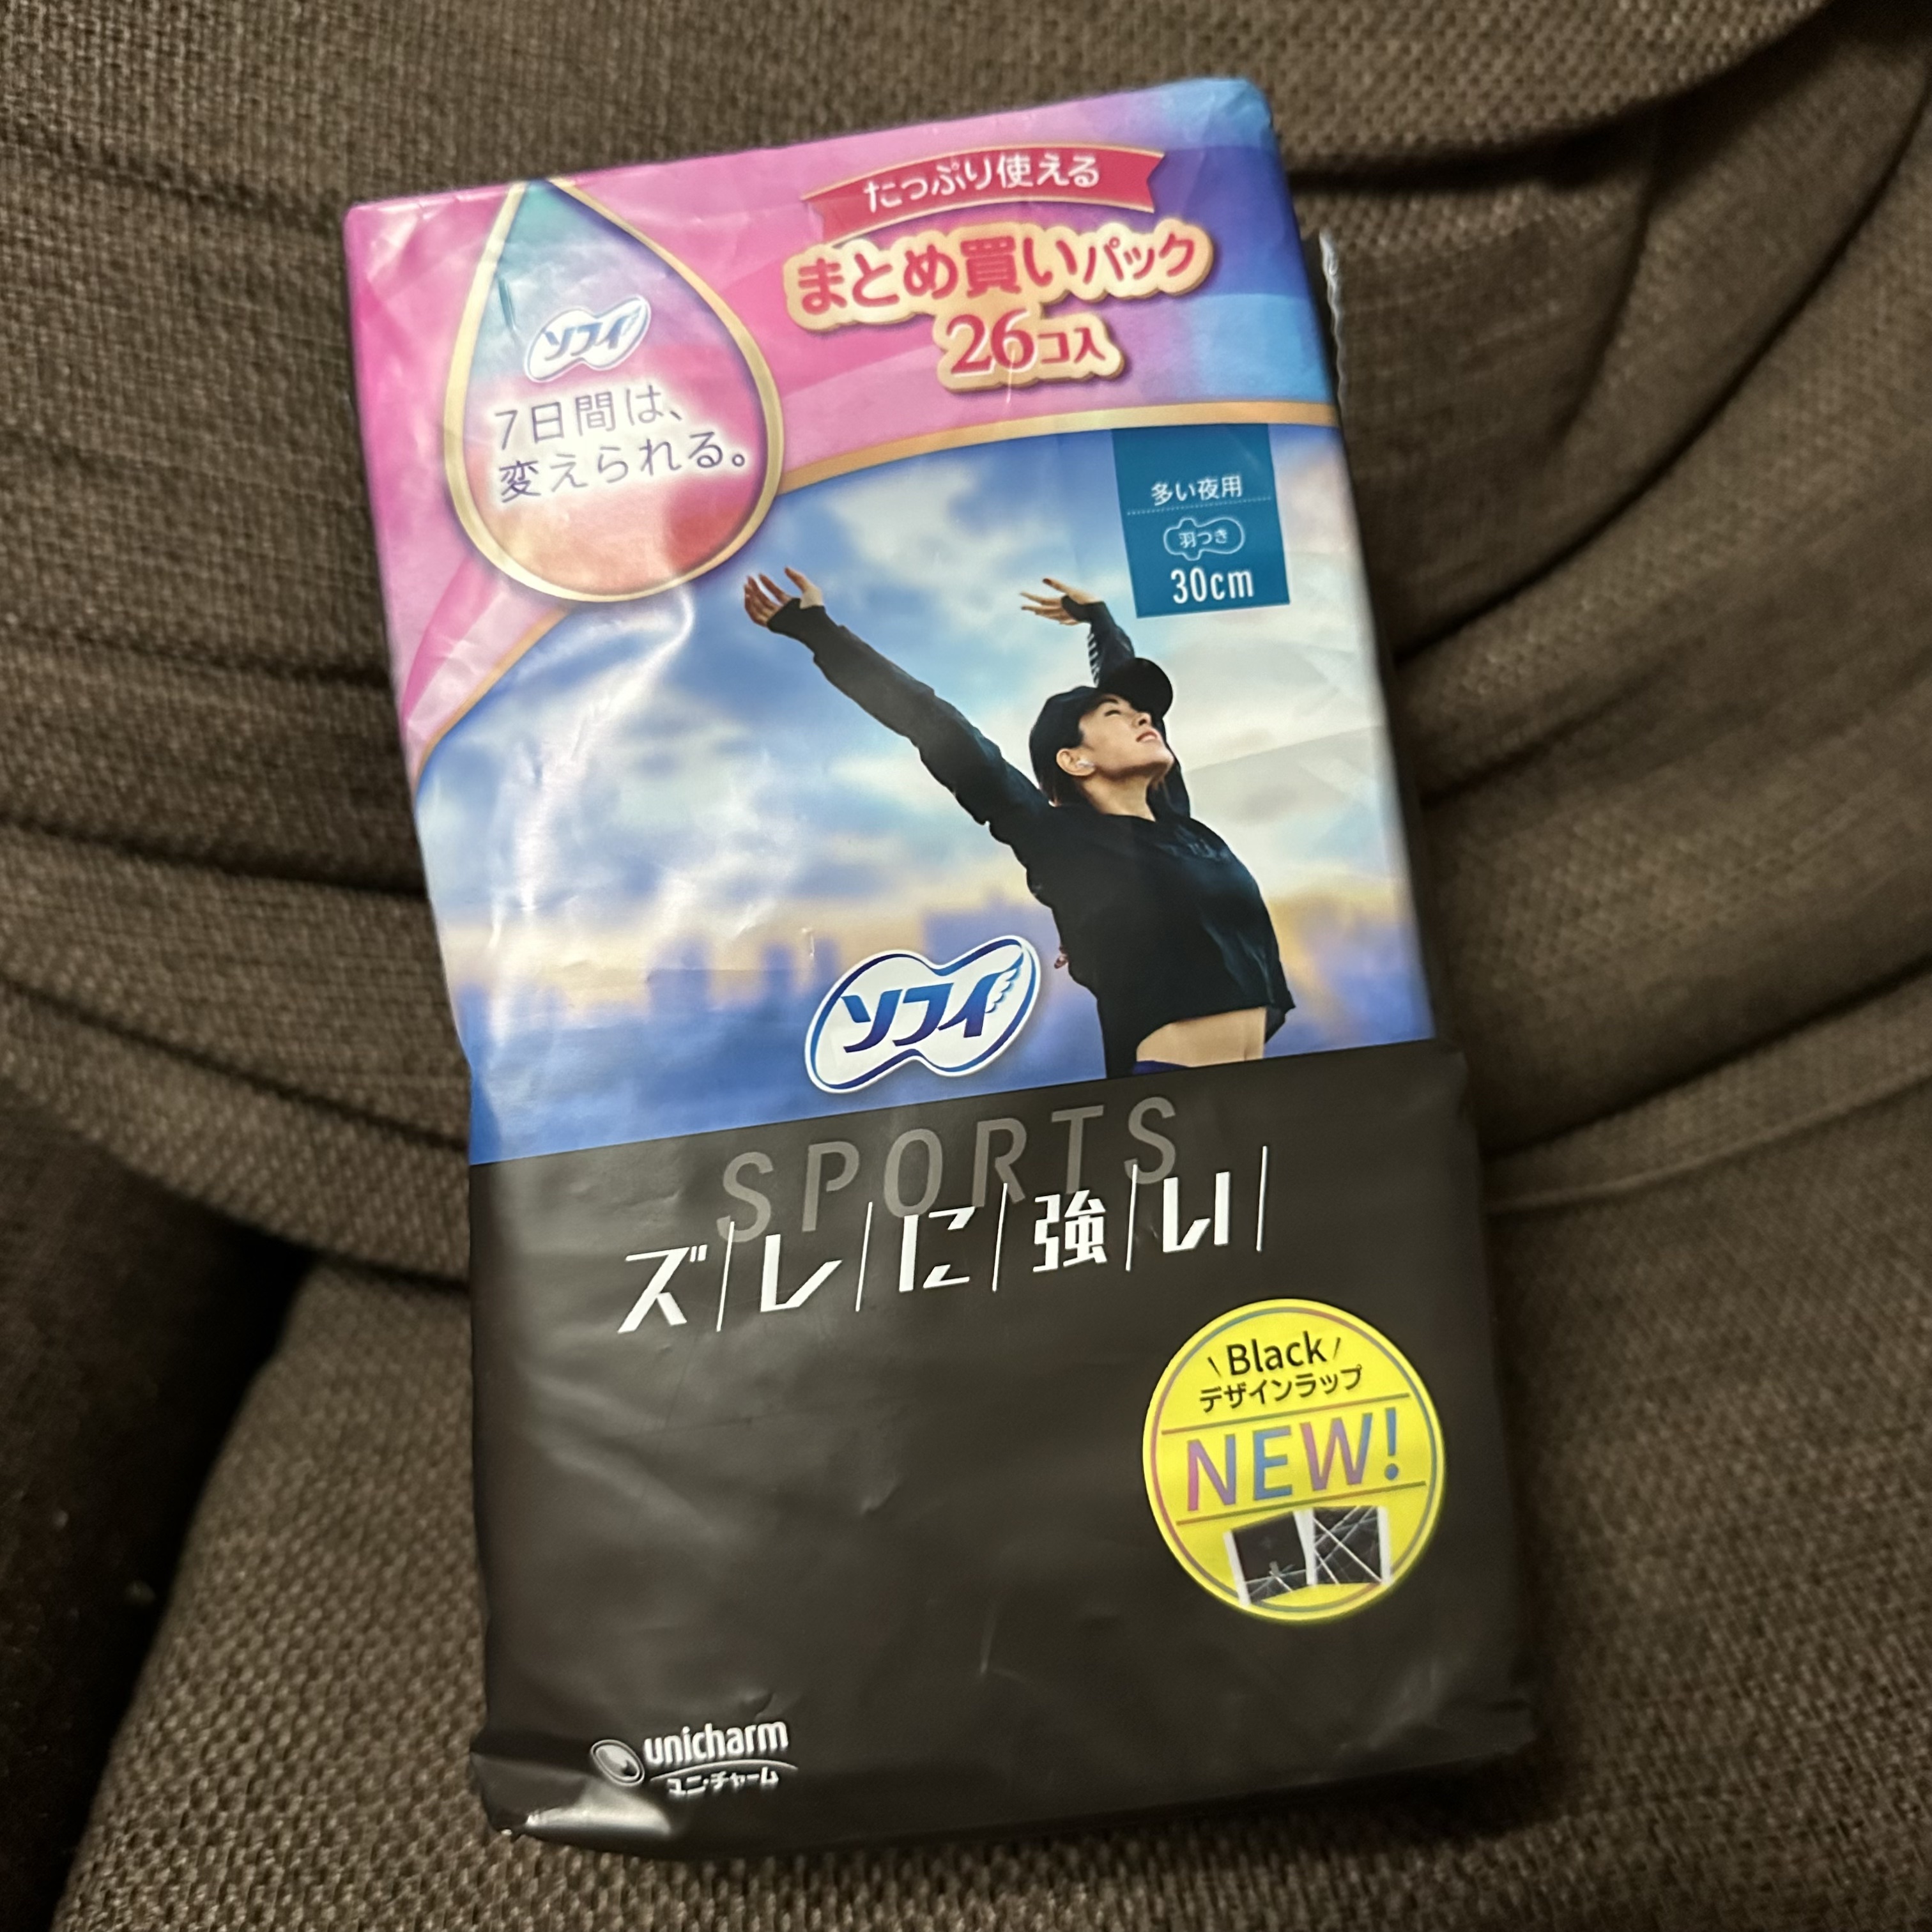 たっぷり使える
まとめ買いパック
26コ入
ソフィ
7日間は、
変えられる。
多い夜用
羽つき
30cm
ソフィ
SPORTS
ズレに強い
Black
デザインラップ
NEW!
unicharm
ユニ・チャーム